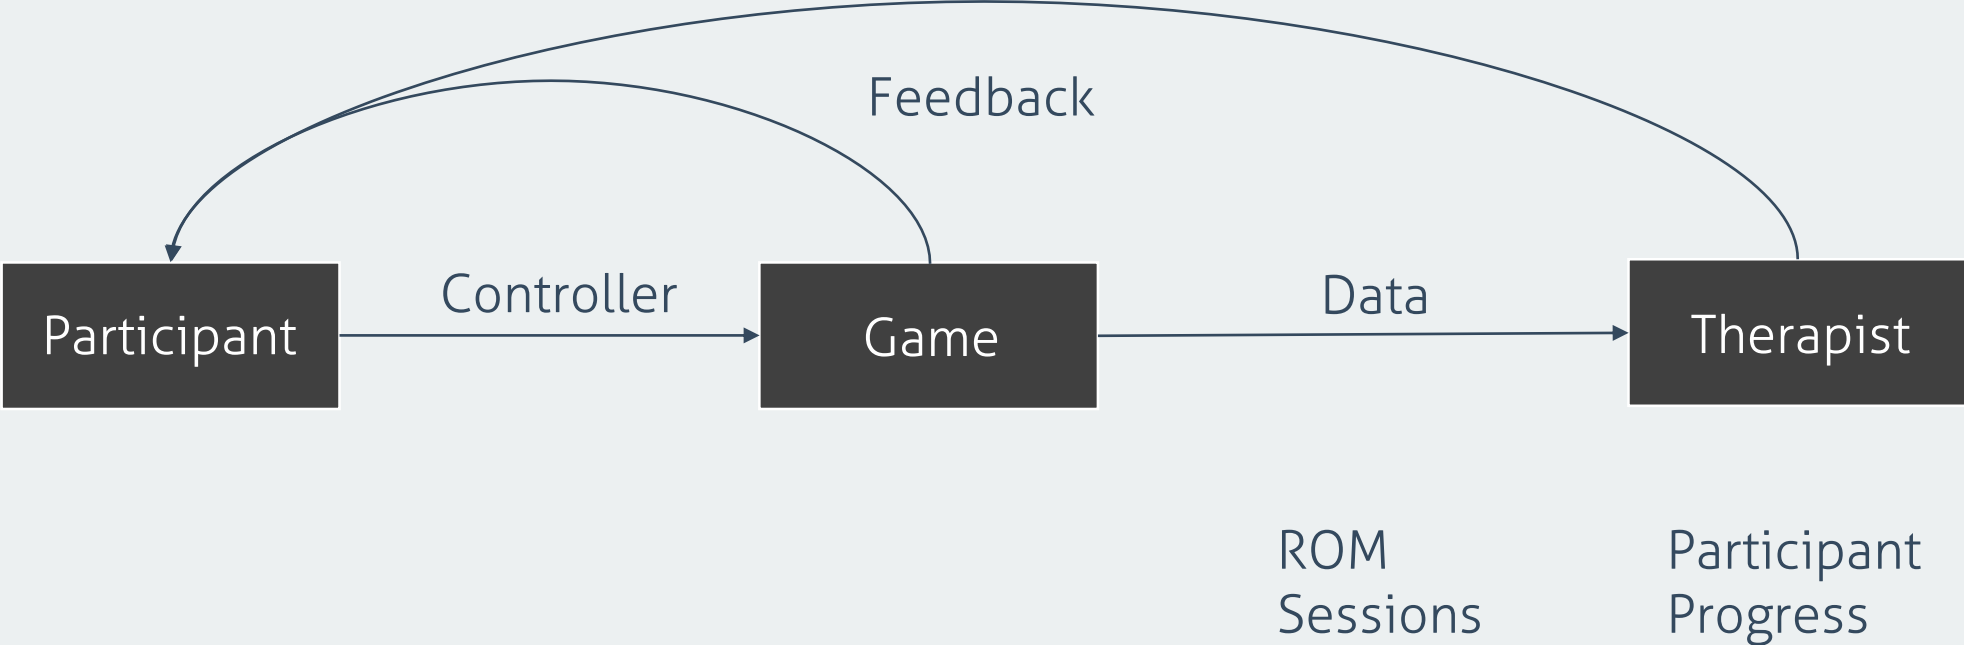 Feedback
Controller
Data
Participant
Game
Therapist
ROM
Sessions
Participant
Progress